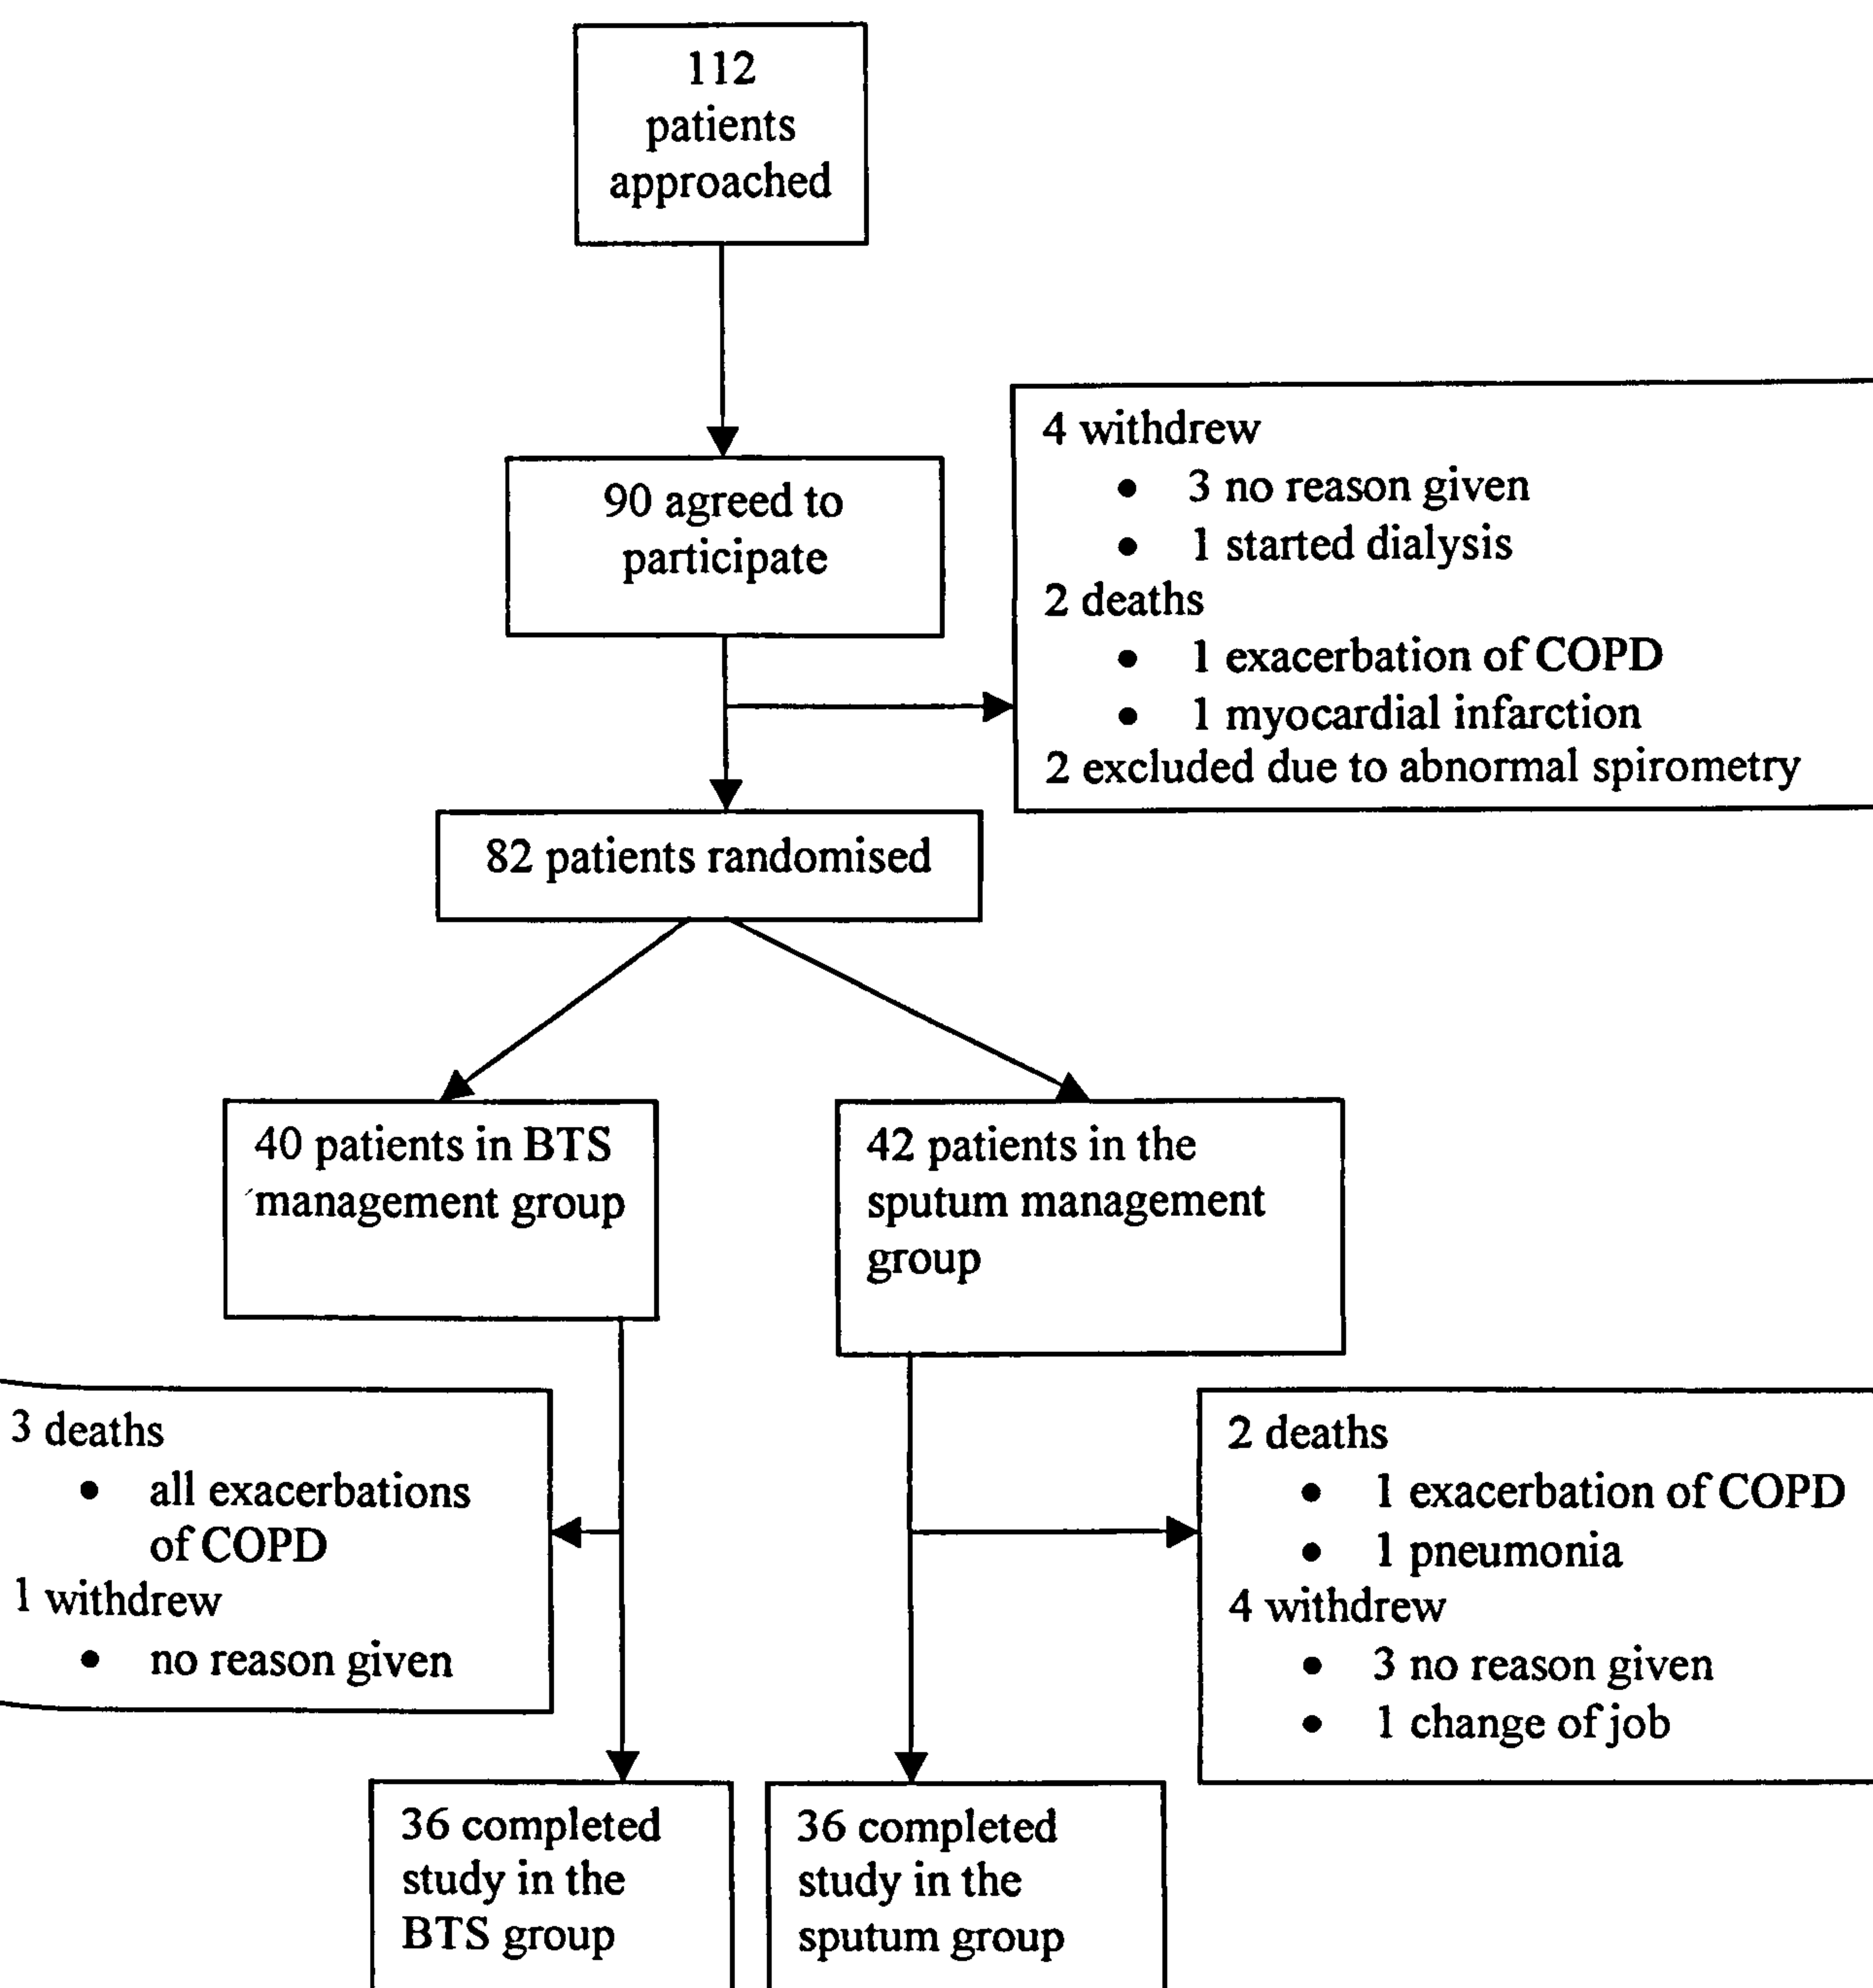 112
patients
approached
90 agreed to
participate
4 withdrew
• 3 no reason given
• 1 started dialysis
2 deaths
• 1 exacerbation of COPD
• 1 myocardial infarction
2 excluded due to abnormal spirometry
82 patients randomised
40 patients in BTS
management group
42 patients in the
sputum management
group
3 deaths
• all exacerbations
of COPD
1 withdrew
• no reason given
2 deaths
• 1 exacerbation of COPD
• 1 pneumonia
4 withdrew
• 3 no reason given
• 1 change of job
36 completed
study in the
BTS group
36 completed
study in the
sputum group